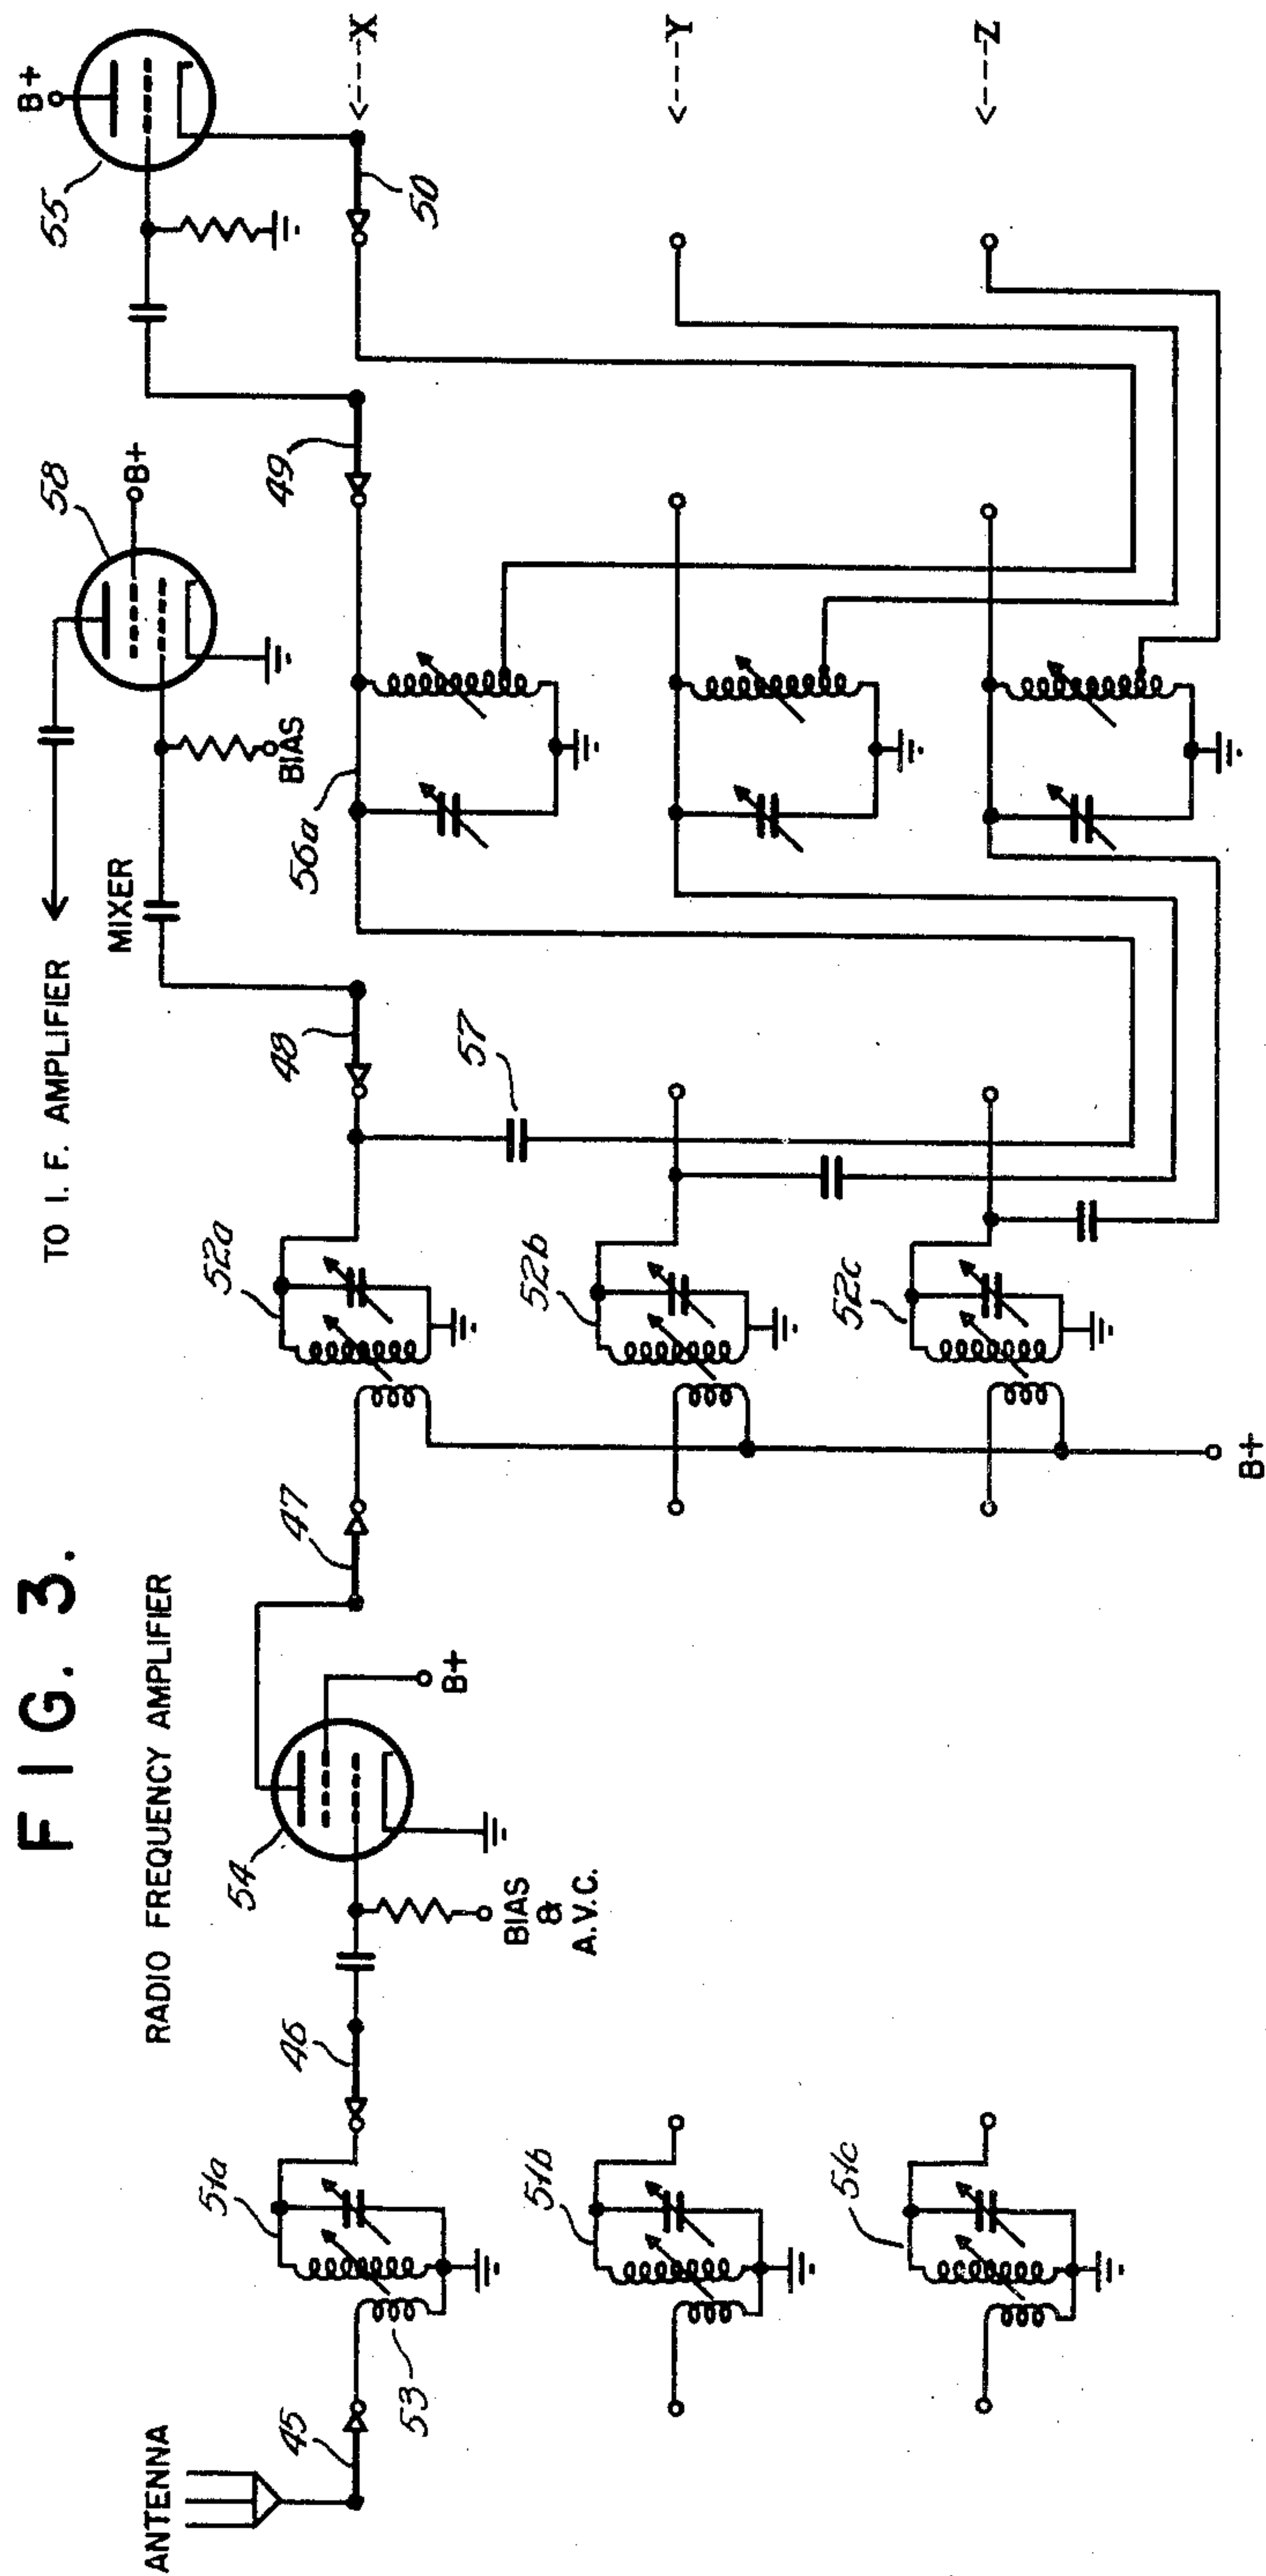 FIG. 3.
RADIO FREQUENCY AMPLIFIER
TO I. F. AMPLIFIER
MIXER
ANTENNA
45
53
51a
46
54
BIAS
&
A.V.C.
B+
47
52a
48
57
56a
BIAS
58
B+
49
55
B+
50
X
51b
52b
Y
51c
52c
Z
B+